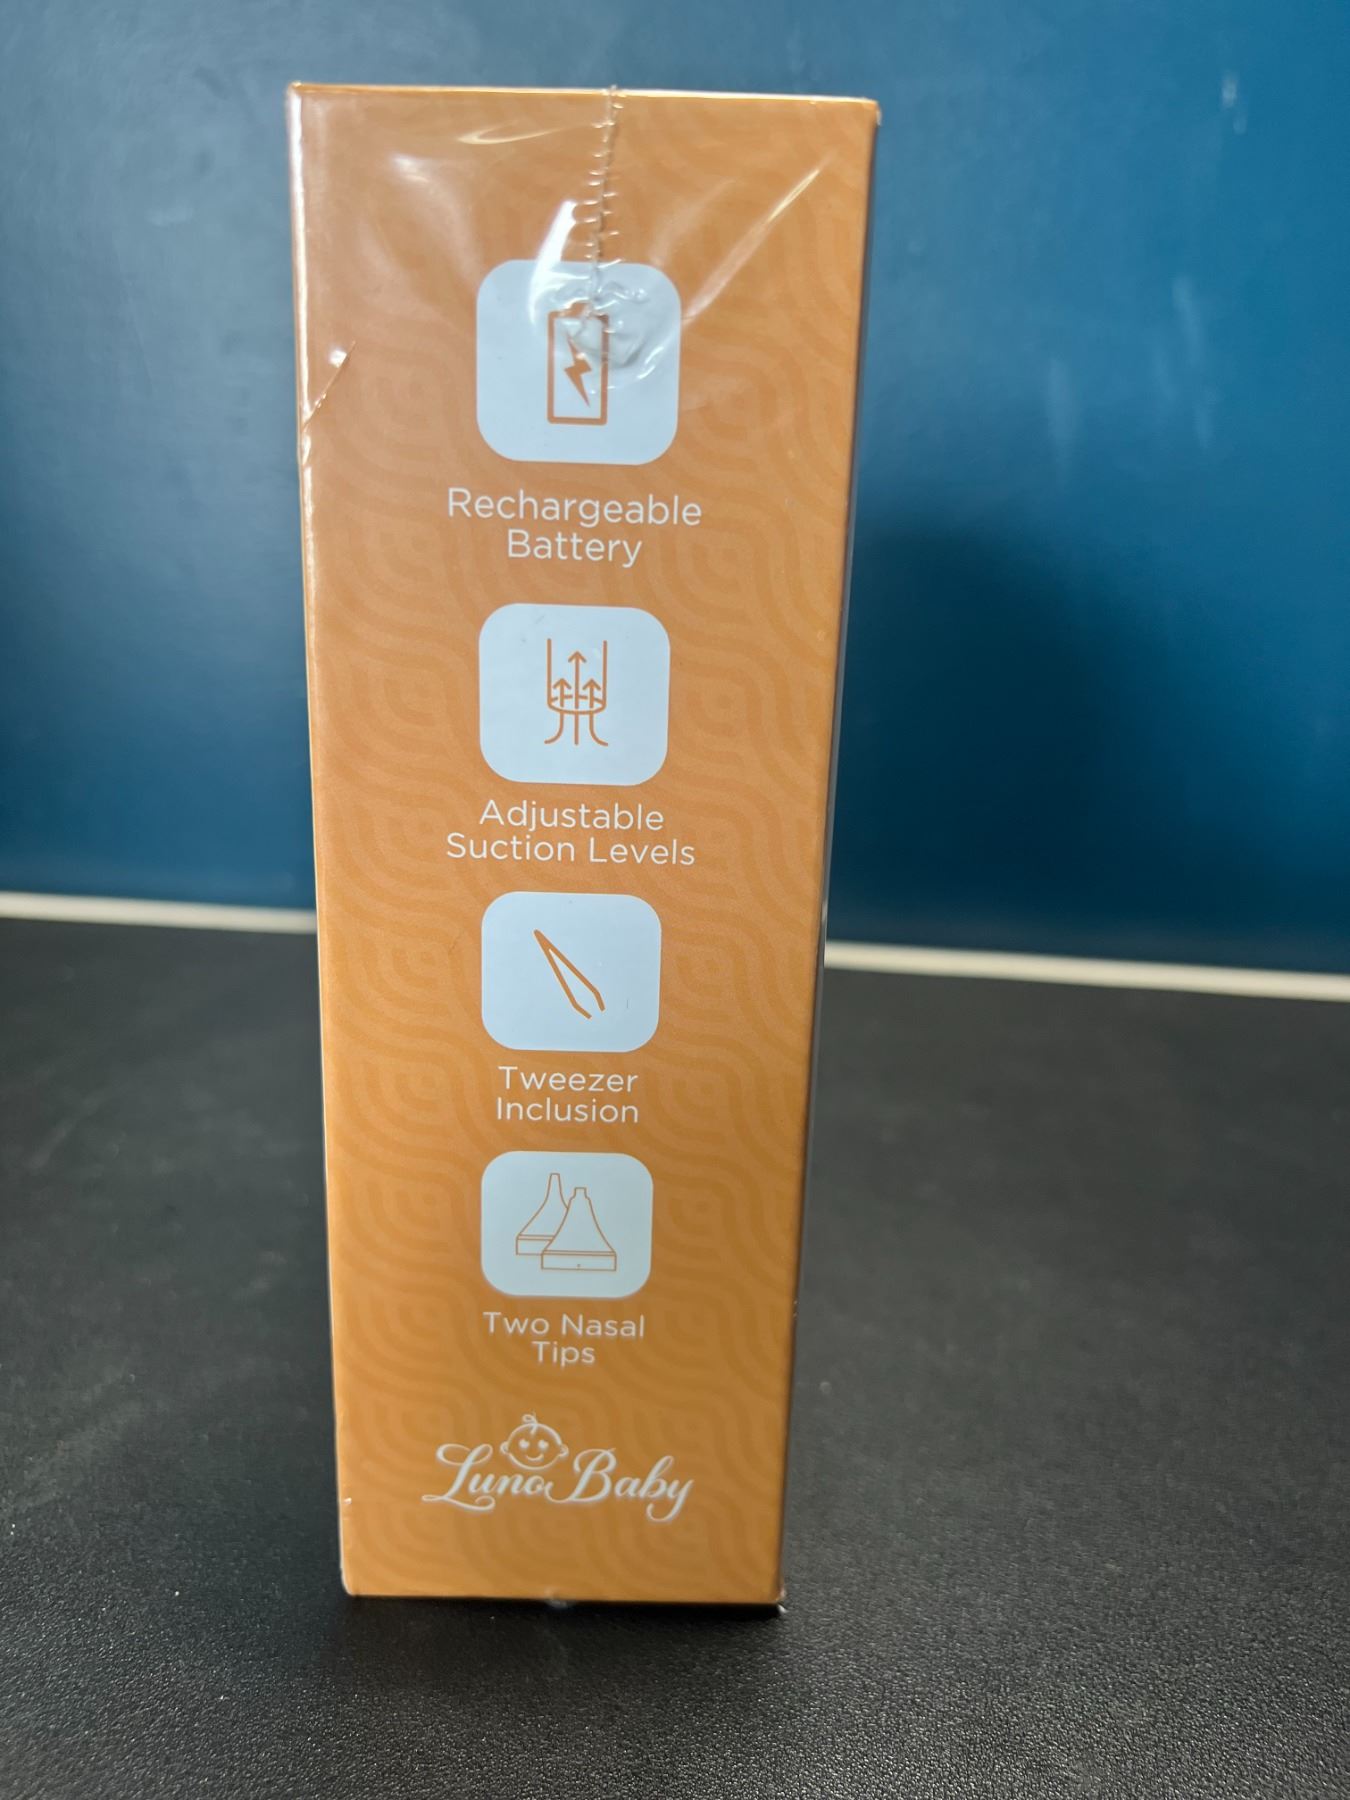 Rechargeable
Battery
Adjustable
Suction Levels
Tweezer
Inclusion
Two Nasal
Tips
Luno Baby